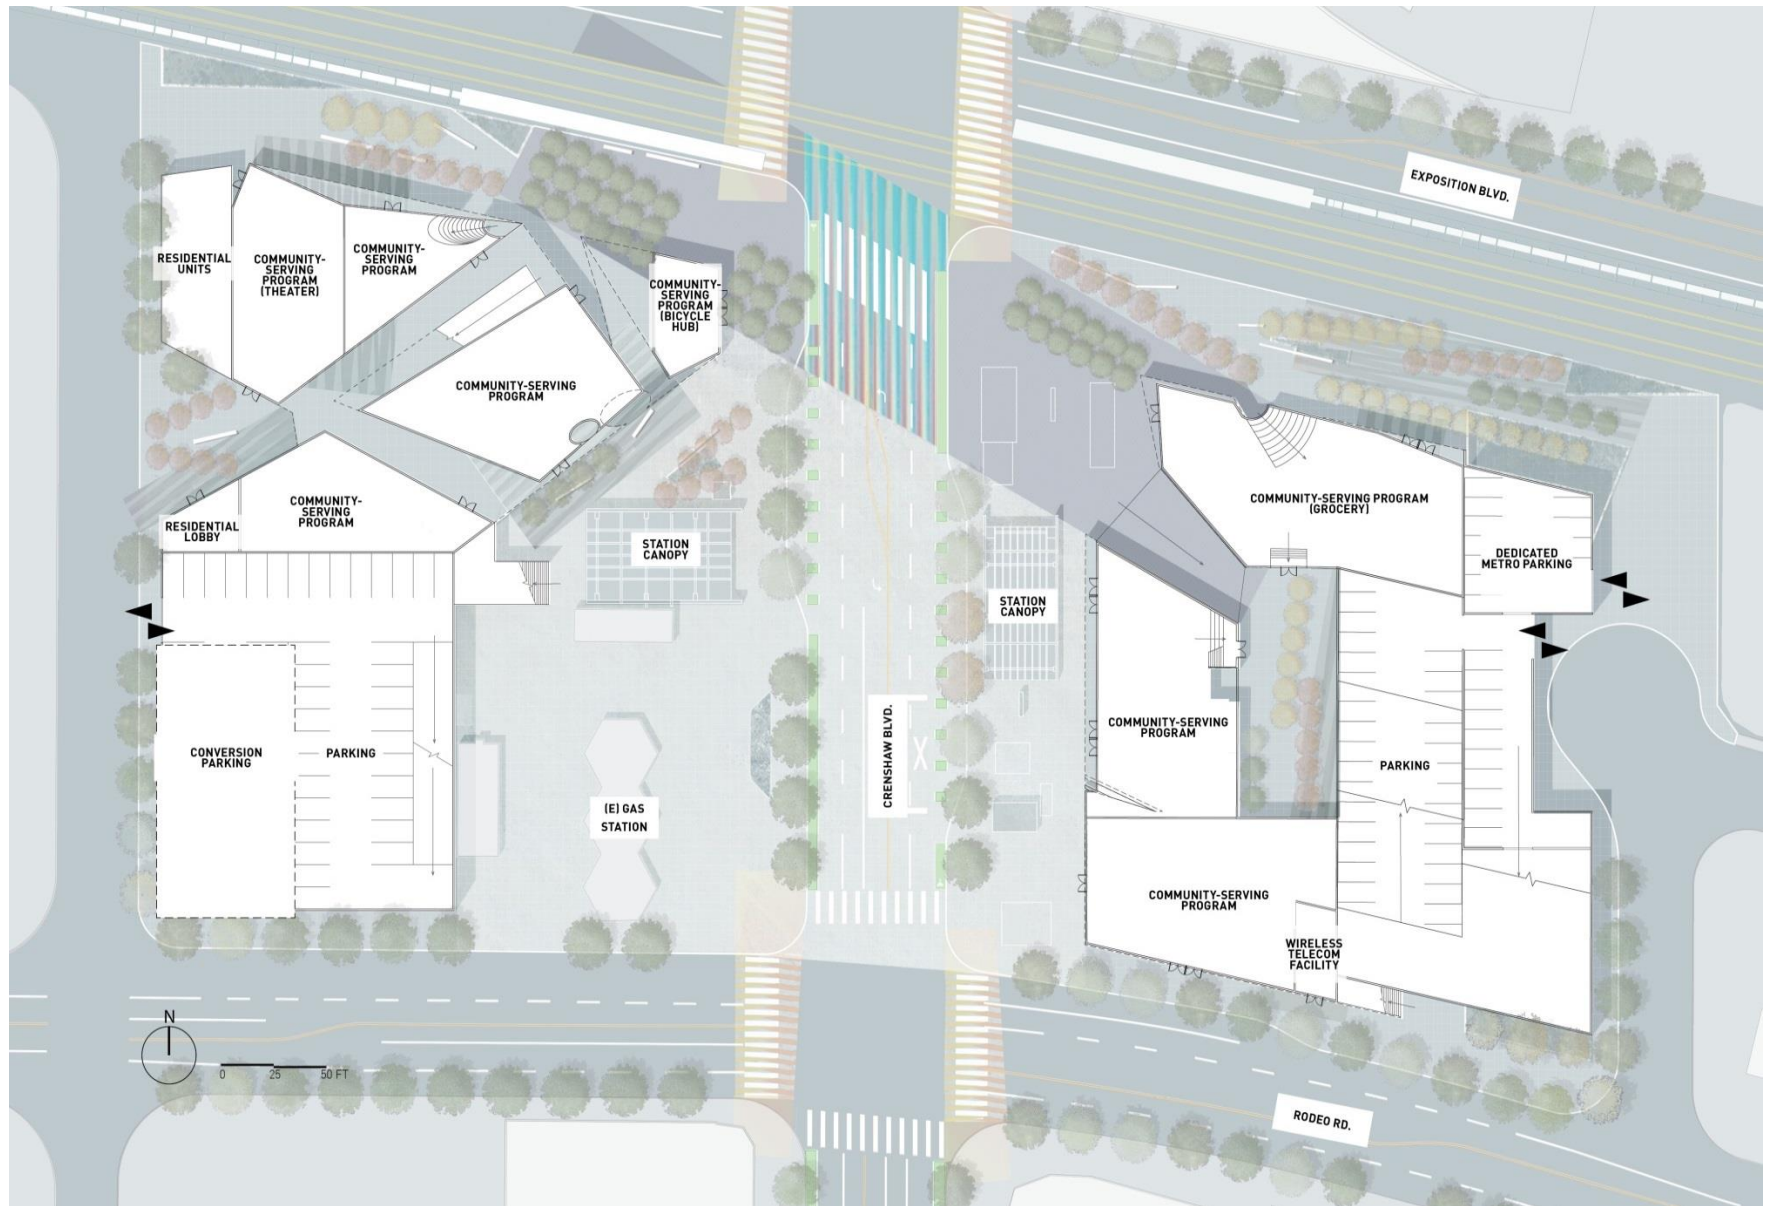 EXPOSITION BLVD.
RESIDENTIAL
UNITS
COMMUNITY-
SERVING
PROGRAM
(THEATER)
COMMUNITY-
SERVING
PROGRAM
COMMUNITY-
SERVING
PROGRAM
(BICYCLE
HUB)
COMMUNITY-SERVING
PROGRAM
COMMUNITY-
SERVING
PROGRAM
RESIDENTIAL
LOBBY
STATION
CANOPY
STATION
CANOPY
COMMUNITY-SERVING PROGRAM
(GROCERY)
DEDICATED
METRO PARKING
CONVERSION
PARKING
PARKING
(E) GAS
STATION
CRENSHAW BLVD.
COMMUNITY-SERVING
PROGRAM
PARKING
COMMUNITY-SERVING
PROGRAM
WIRELESS
TELECOM
FACILITY
N
0 25 50 FT
RODEO RD.